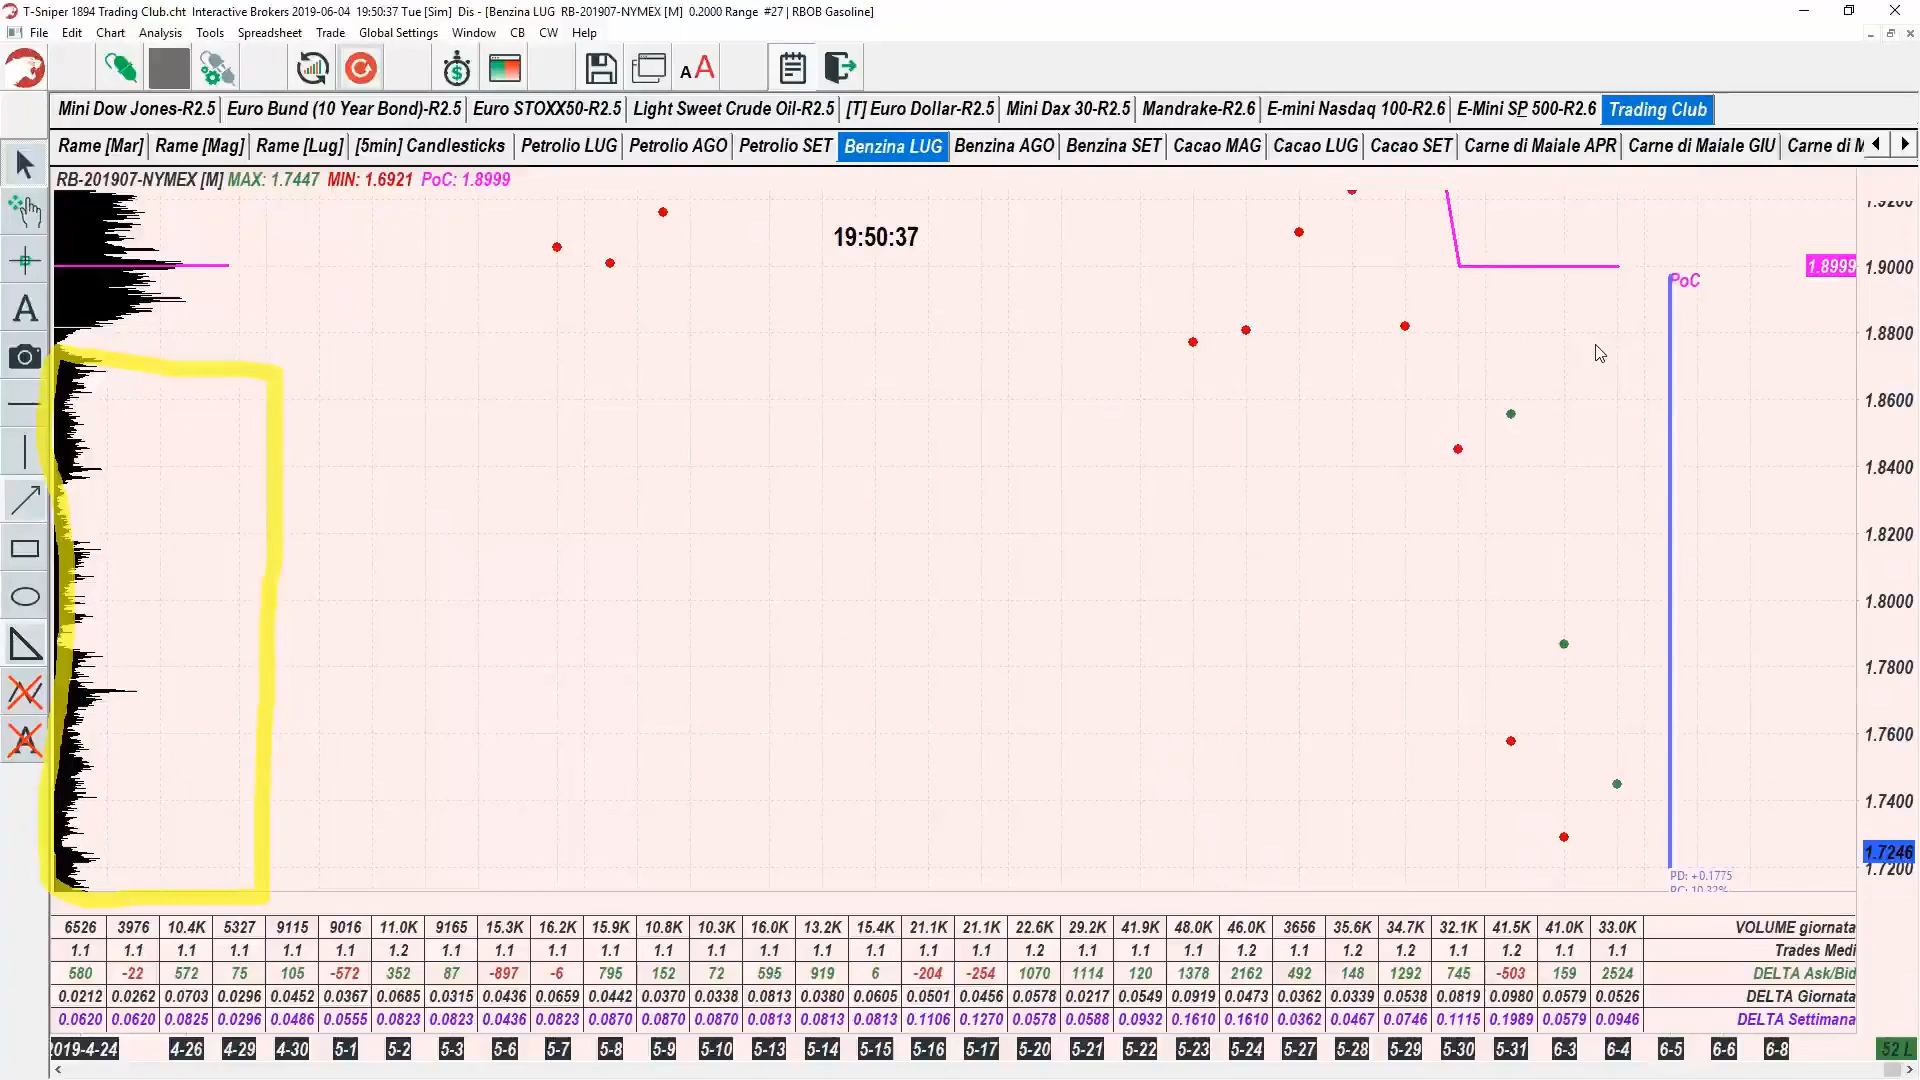 T-Sniper 1894 Trading Club.cht Interactive Brokers 2019-06-04 19:50:37 Tue [Sim] Dis - [Benzina LUG RB-201907-NYMEX [M] 0.2000 Range #27 | RBOB Gasoline]
File Edit Chart Analysis Tools Spreadsheet Trade Global Settings Window CB CW Help
Mini Dow Jones-R2.5 Euro Bund (10 Year Bond)-R2.5 Euro STOXX50-R2.5 Light Sweet Crude Oil-R2.5 [T] Euro Dollar-R2.5 Mini Dax 30-R2.5 Mandrake-R2.6 E-mini Nasdaq 100-R2.6 E-Mini SP 500-R2.6 Trading Club
Rame [Mar] Rame [Mag] Rame [Lug] [5min] Candlesticks Petrolio LUG Petrolio AGO Petrolio SET Benzina LUG Benzina AGO Benzina SET Cacao MAG Cacao LUG Cacao SET Carne di Maiale APR Carne di Maiale GIU Carne di M
RB-201907-NYMEX [M] MAX: 1.7447 MIN: 1.6921 PoC: 1.8999
1.9200
19:50:37
1.8999 1.9000
PoC
1.8800
1.8600
1.8400
1.8200
1.8000
1.7800
1.7600
1.7400
1.7246
1.7200
PD: +0.1775
PC: 10.32%
6526 3976 10.4K 5327 9115 9016 11.0K 9165 15.3K 16.2K 15.9K 10.8K 10.3K 16.0K 13.2K 15.4K 21.1K 21.1K 22.6K 29.2K 41.9K 48.0K 46.0K 3656 35.6K 34.7K 32.1K 41.5K 41.0K 33.0K VOLUME giornata
1.1 1.1 1.1 1.1 1.1 1.1 1.2 1.1 1.1 1.1 1.1 1.1 1.1 1.1 1.1 1.1 1.1 1.1 1.2 1.1 1.1 1.1 1.2 1.1 1.2 1.2 1.1 1.2 1.1 1.1 Trades Medi
580 -22 572 75 105 -572 352 87 -897 -6 795 152 72 595 919 6 -204 -254 1070 1114 120 1378 2162 492 148 1292 745 -503 159 2524 DELTA Ask/Bid
0.0212 0.0262 0.0703 0.0296 0.0452 0.0367 0.0685 0.0315 0.0436 0.0659 0.0442 0.0370 0.0338 0.0813 0.0380 0.0605 0.0501 0.0456 0.0578 0.0217 0.0549 0.0919 0.0473 0.0362 0.0339 0.0538 0.0819 0.0980 0.0579 0.0526 DELTA Giornata
0.0620 0.0620 0.0825 0.0296 0.0486 0.0555 0.0823 0.0823 0.0436 0.0823 0.0870 0.0870 0.0870 0.0813 0.0813 0.0813 0.1106 0.1270 0.0578 0.0588 0.0932 0.1610 0.1610 0.0362 0.0467 0.0746 0.1115 0.1989 0.0579 0.0946 DELTA Settimana
2019-4-24 4-26 4-29 4-30 5-1 5-2 5-3 5-6 5-7 5-8 5-9 5-10 5-13 5-14 5-15 5-16 5-17 5-20 5-21 5-22 5-23 5-24 5-27 5-28 5-29 5-30 5-31 6-3 6-4 6-5 6-6 6-8 52 L